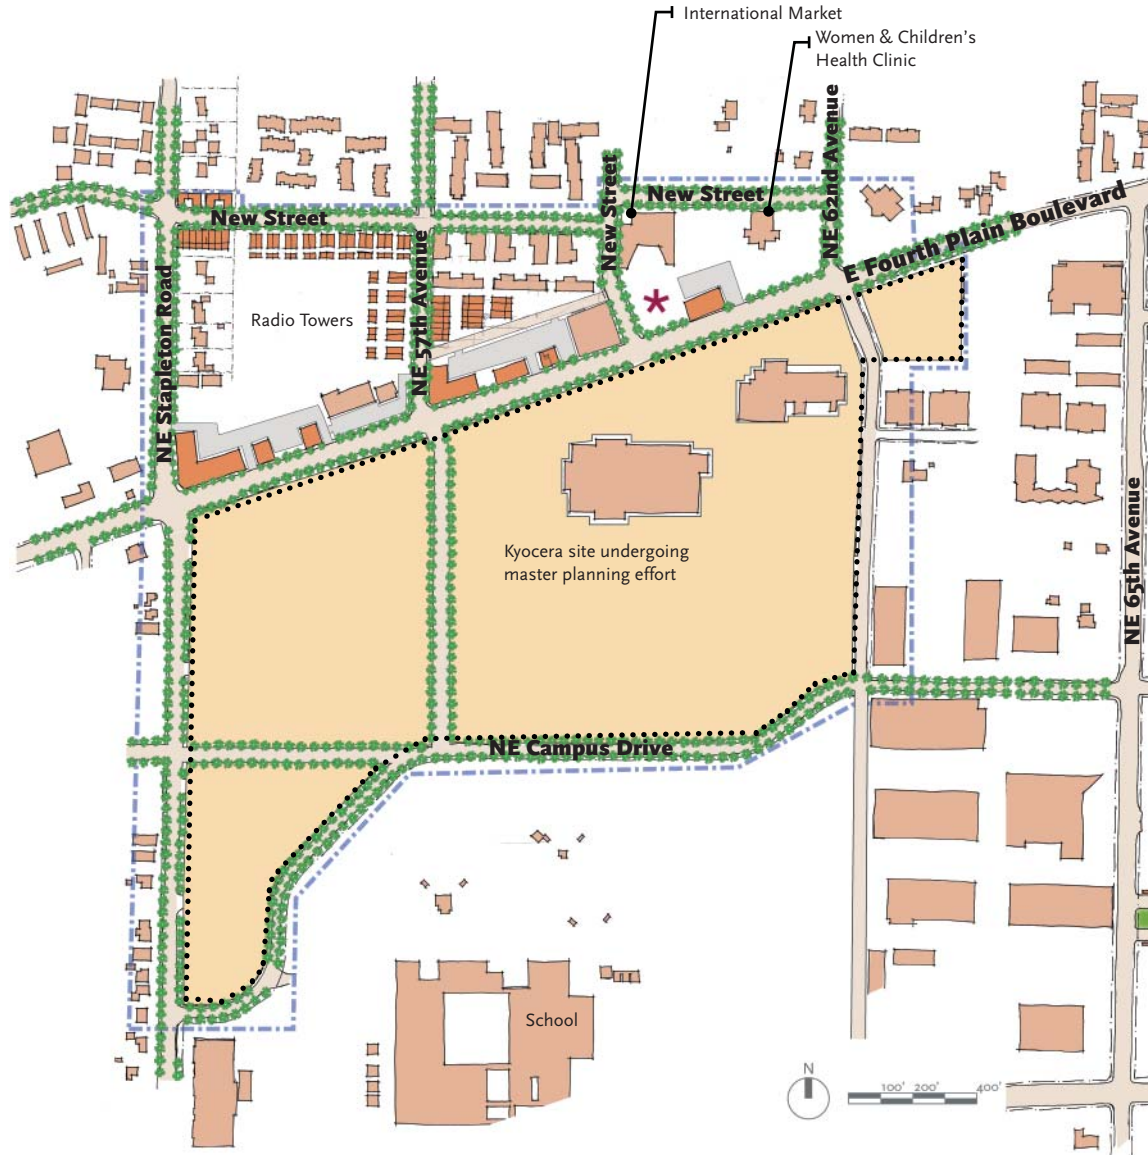 International Market
Women & Children's
Health Clinic
NE 62nd Avenue
New Street
New Street
New Street
E Fourth Plain Boulevard
NE Stapleton Road
NE 57th Avenue
Radio Towers
Kyocera site undergoing
master planning effort
NE 65th Avenue
NE Campus Drive
School
N
100' 200' 400'